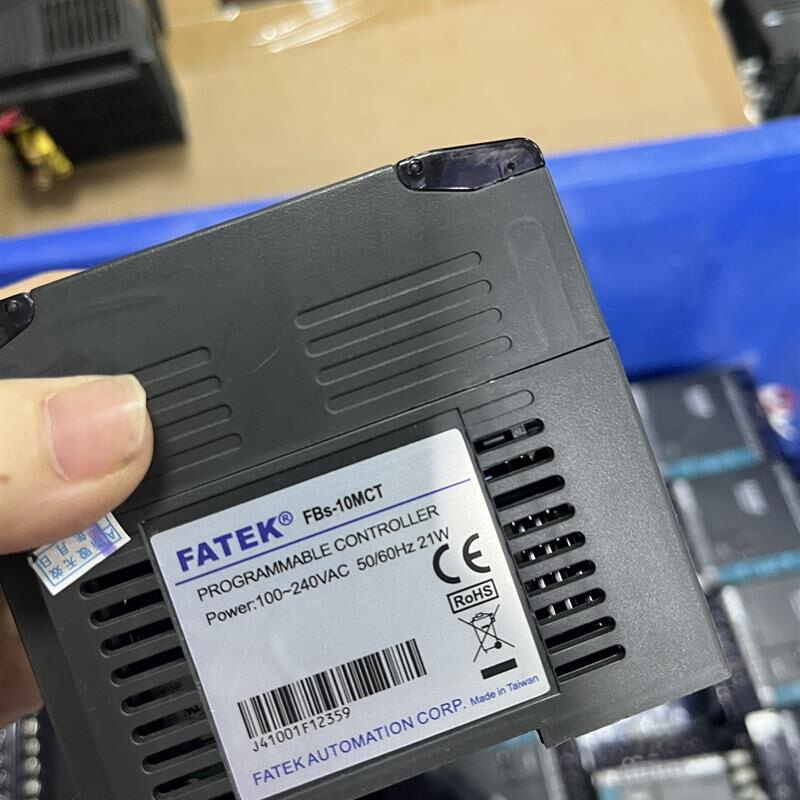 FATEK® FBs-10MCT
PROGRAMMABLE CONTROLLER
Power:100~240VAC 50/60Hz 21W
CE
RoHS
J41001F12359
FATEK AUTOMATION CORP. Made in Taiwan